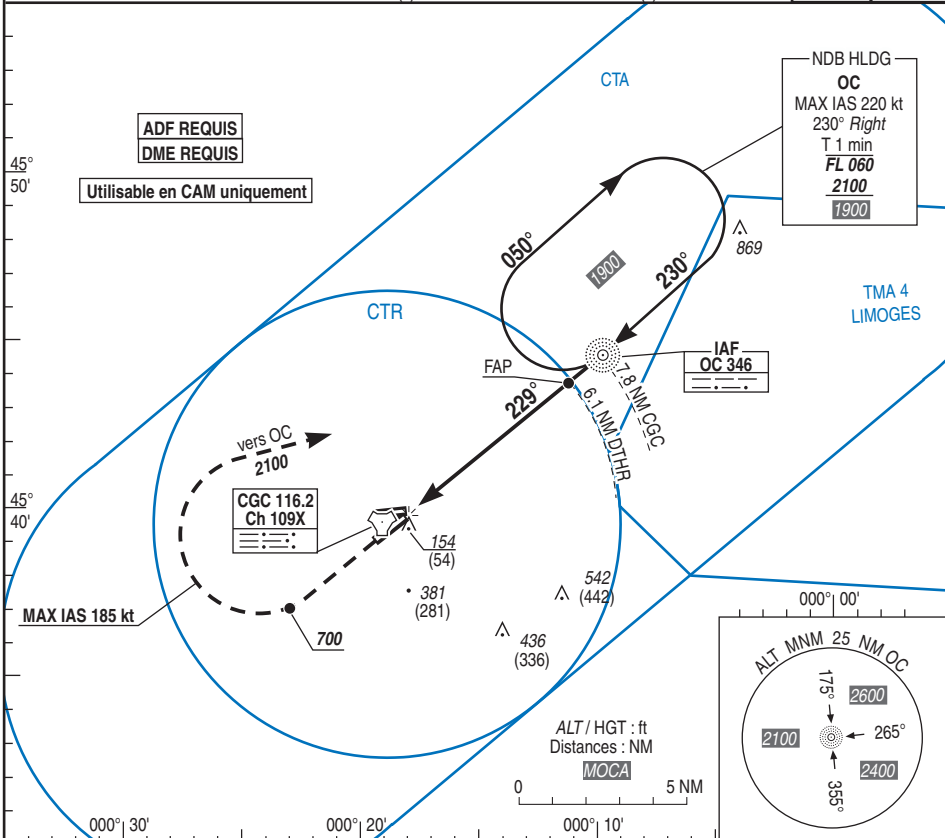 ADF REQUIS
DME REQUIS
Utilisable en CAM uniquement
45°
50'
CTA
NDB HLDG
OC
MAX IAS 220 kt
230° Right
T 1 min
FL 060
2100
1900
869
050°
1900
230°
TMA 4
LIMOGES
CTR
IAF
OC 346
FAP
7.8 NM CGC
6.1 NM DTHR
229°
vers OC
2100
45°
40'
CGC 116.2
Ch 109X
154
(54)
381
(281)
542
(442)
436
(336)
MAX IAS 185 kt
700
000° 00'
ALT MNM 25 NM OC
175°
2600
2100
265°
2400
355°
ALT / HGT : ft
Distances : NM
MOCA
0 5 NM
000° 30'
000° 20'
000° 10'